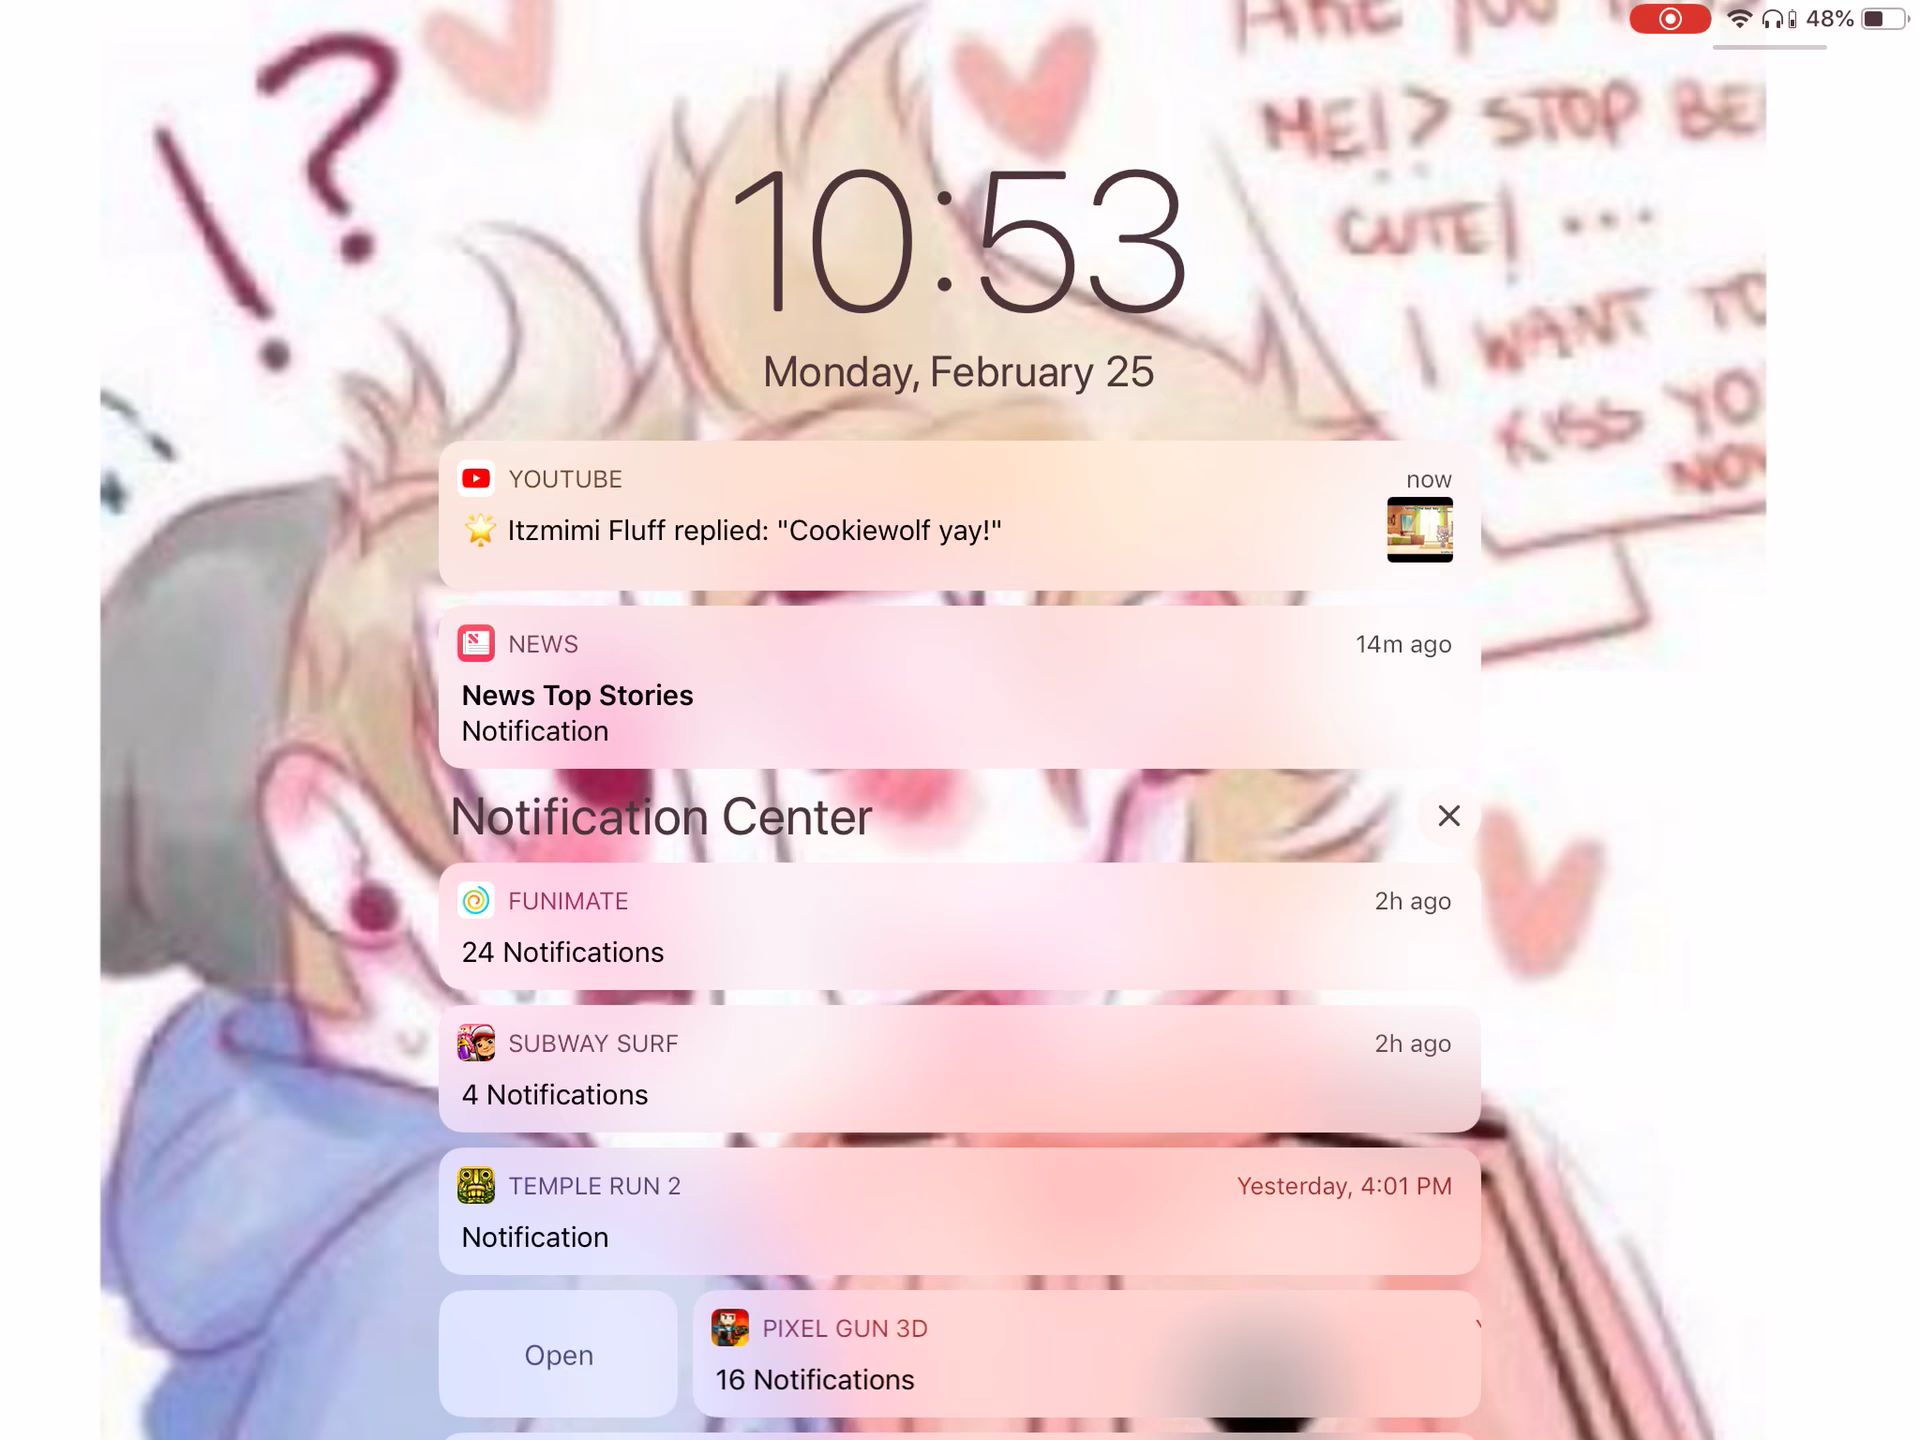 48%
ME!? STOP BE
CUTE! ...
I WANT TO
KISS YO
NOW
10:53
Monday, February 25
YOUTUBE now
🌟 Itzmimi Fluff replied: "Cookiewolf yay!"
NEWS 14m ago
News Top Stories
Notification
Notification Center
FUNIMATE 2h ago
24 Notifications
SUBWAY SURF 2h ago
4 Notifications
TEMPLE RUN 2 Yesterday, 4:01 PM
Notification
Open
PIXEL GUN 3D
16 Notifications